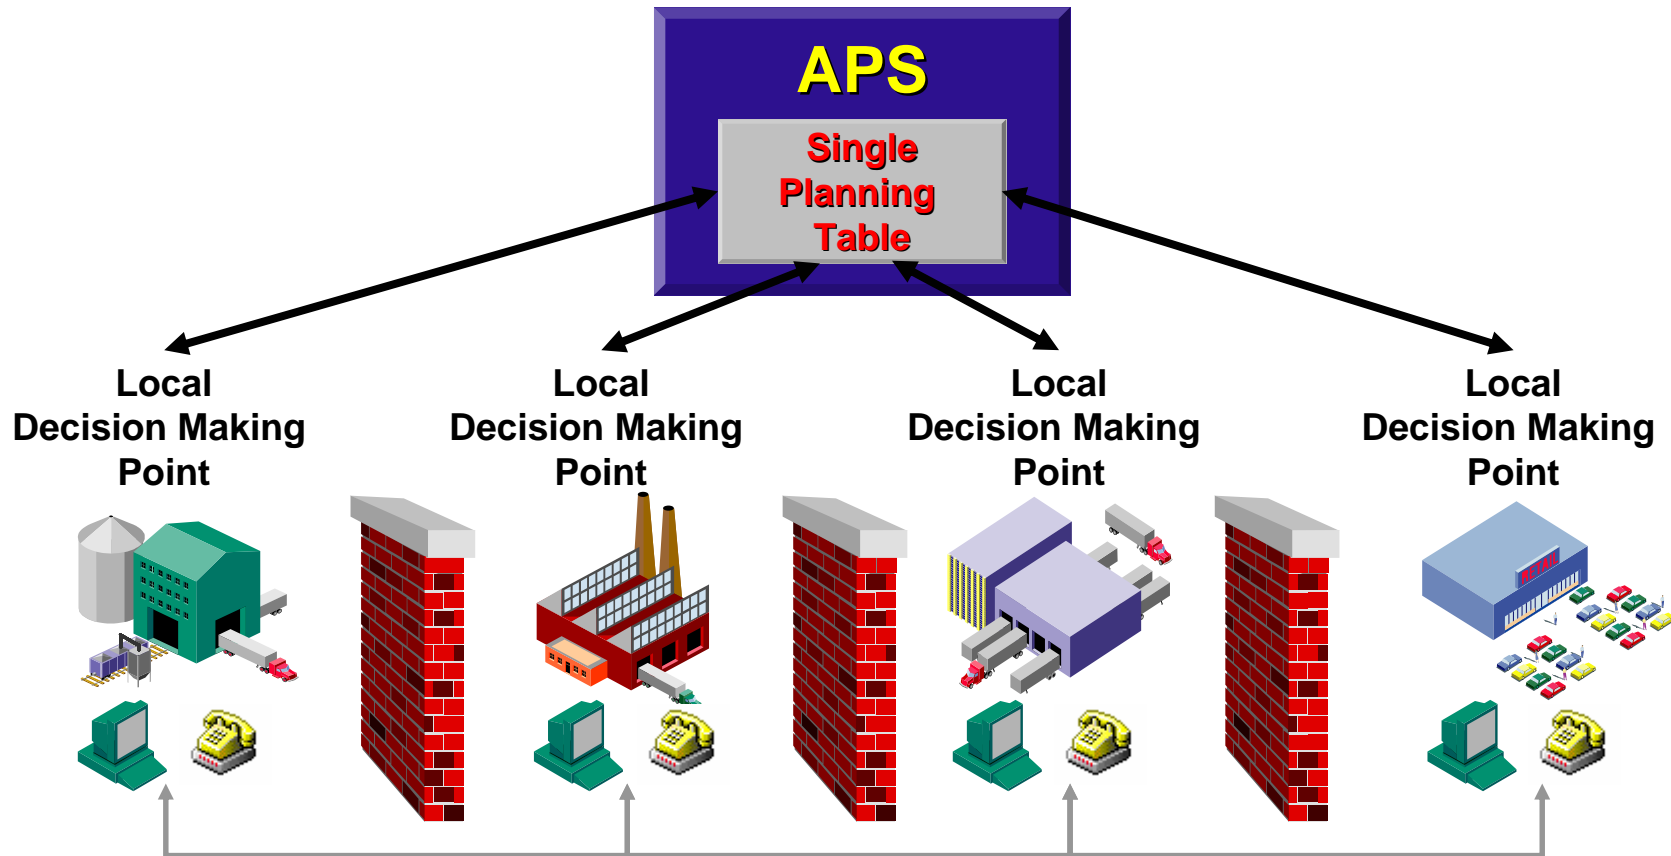 APS
Single
Planning
Table
Local
Decision Making
Point
Local
Decision Making
Point
Local
Decision Making
Point
Local
Decision Making
Point
RETAIL